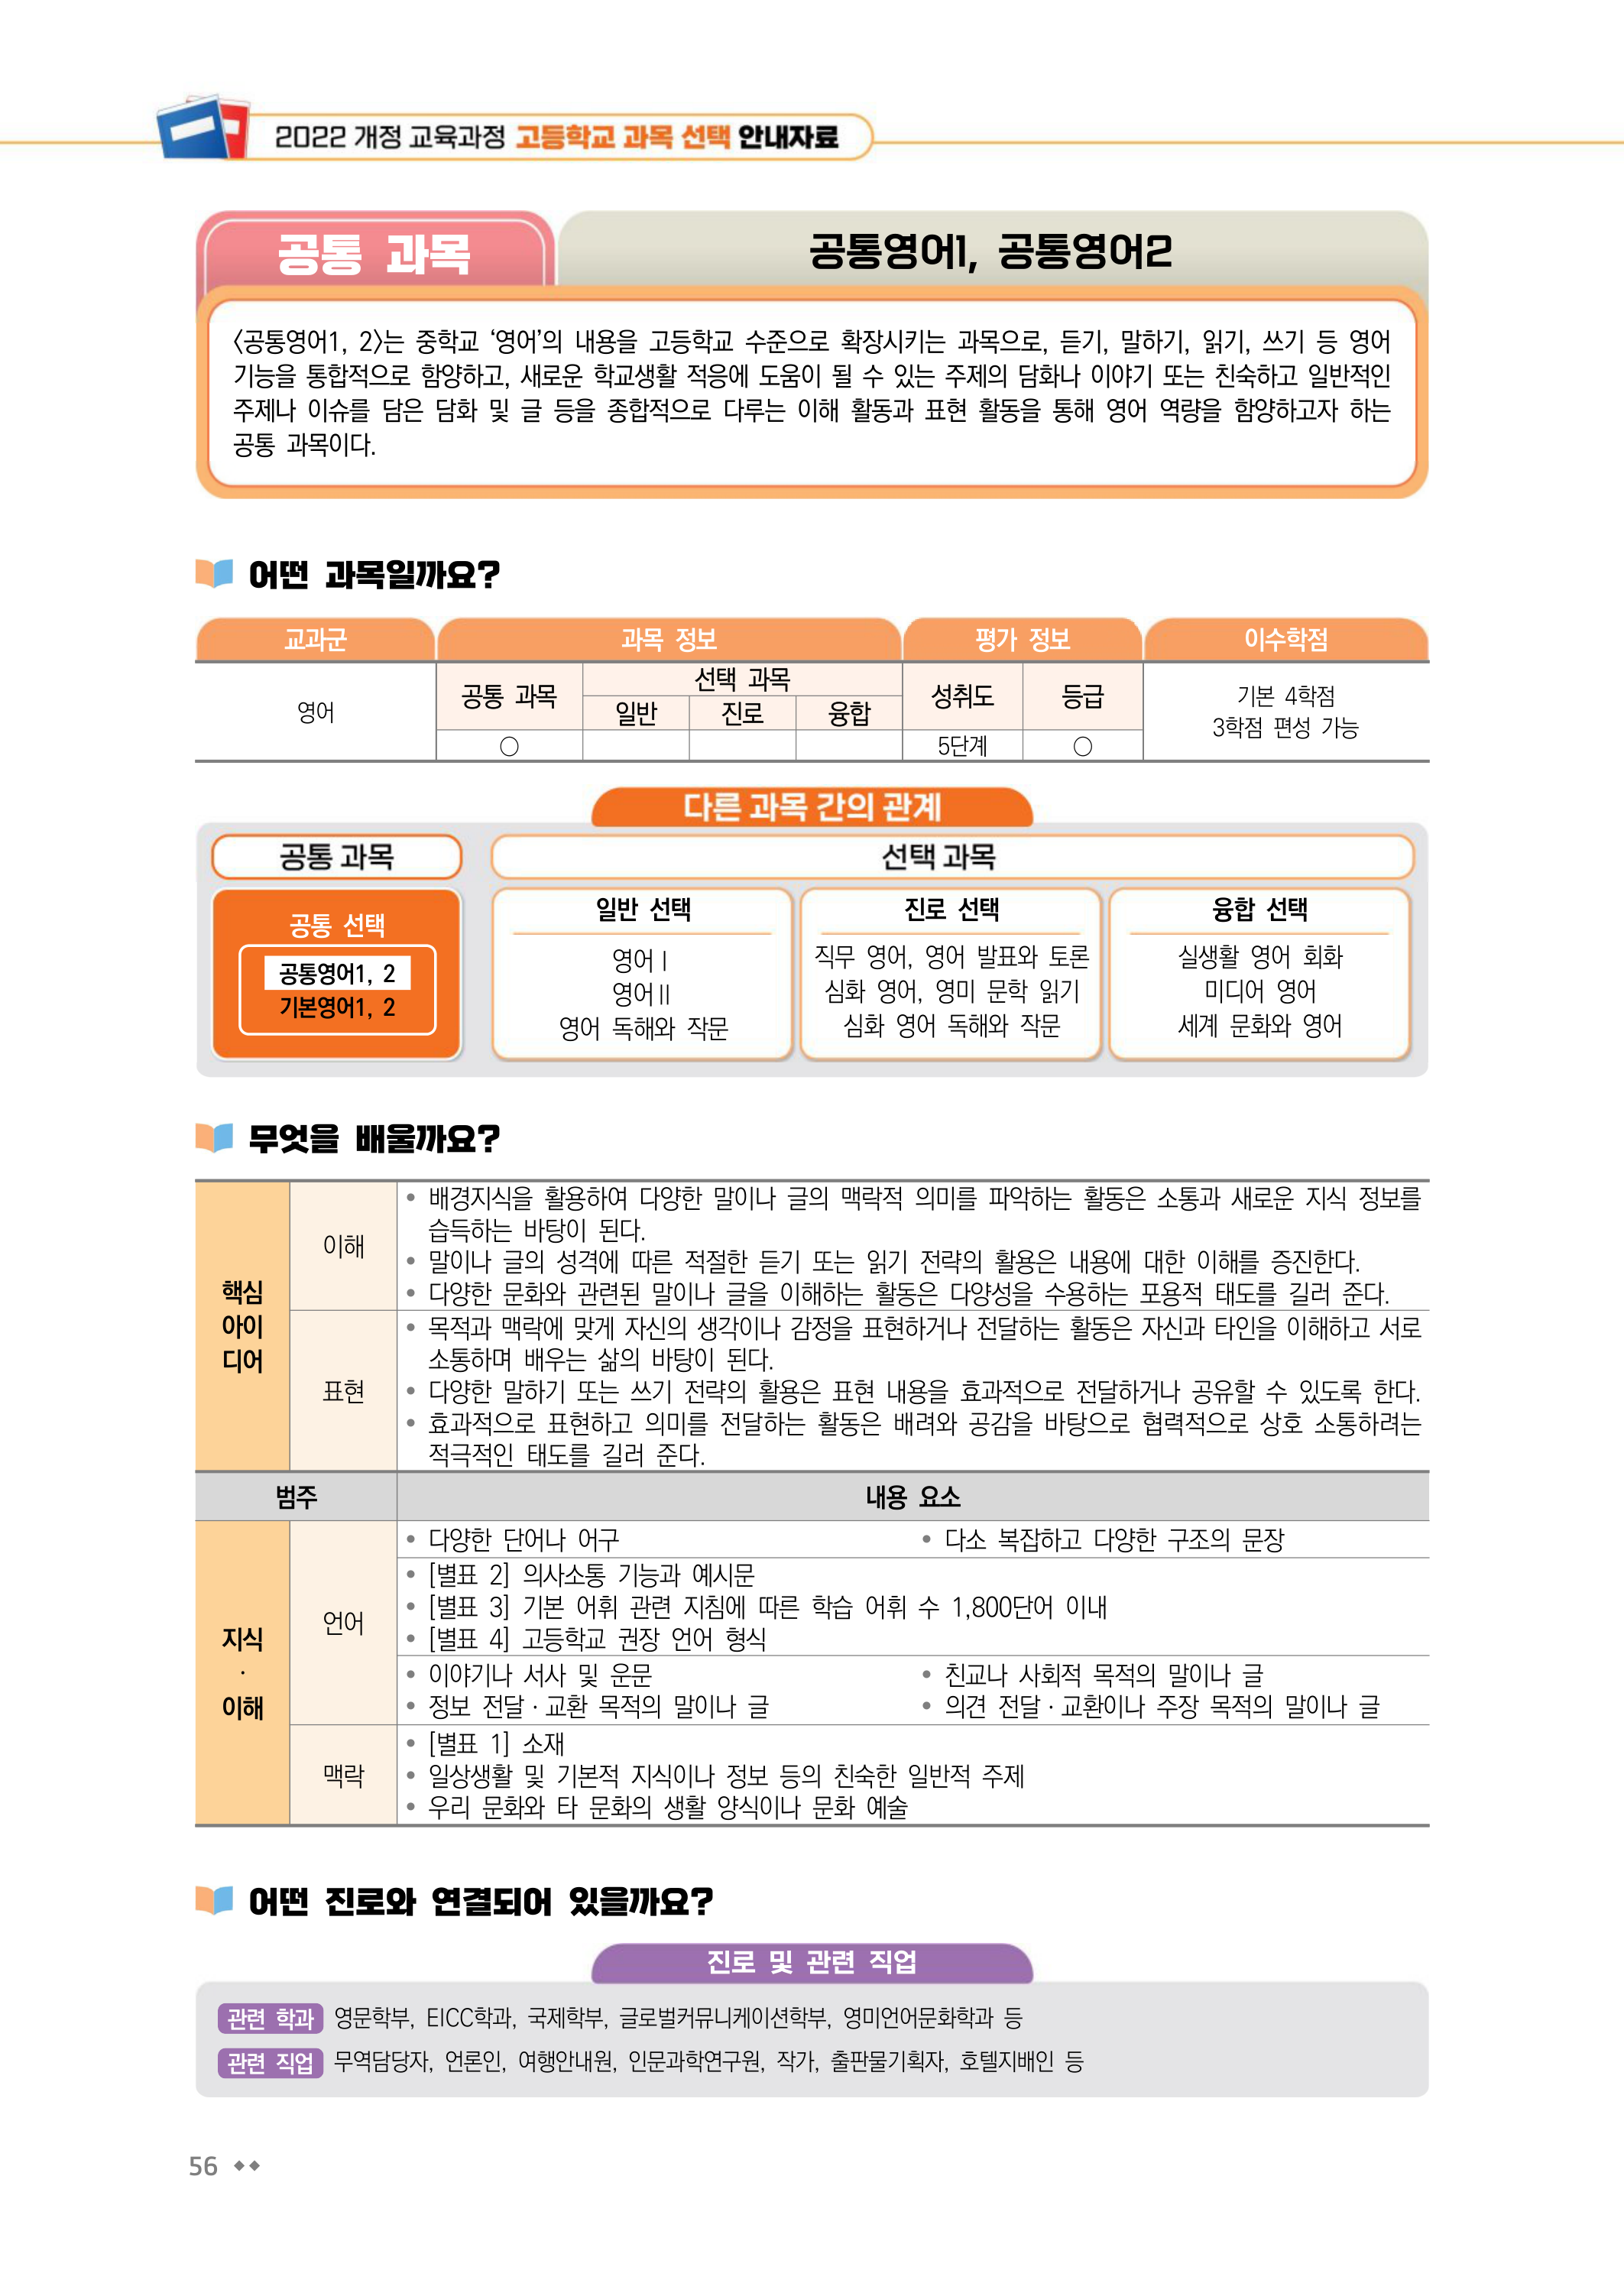 2022 개정 교육과정 고등학교 과목 선택 안내자료
공통 과목
공통영어1, 공통영어2
〈공통영어1, 2〉는 중학교 ‘영어’의 내용을 고등학교 수준으로 확장시키는 과목으로, 듣기, 말하기, 읽기, 쓰기 등 영어
기능을 통합적으로 함양하고, 새로운 학교생활 적응에 도움이 될 수 있는 주제의 담화나 이야기 또는 친숙하고 일반적인
주제나 이슈를 담은 담화 및 글 등을 종합적으로 다루는 이해 활동과 표현 활동을 통해 영어 역량을 함양하고자 하는
공통 과목이다.
어떤 과목일까요?
교과군 과목 정보 평가 정보 이수학점
영어
공통 과목
선택 과목
일반 진로 융합
성취도 등급
기본 4학점
3학점 편성 가능
○ 5단계 ○
다른 과목 간의 관계
공통 과목
선택 과목
공통 선택
공통영어1, 2
기본영어1, 2
일반 선택
영어Ⅰ
영어Ⅱ
영어 독해와 작문
진로 선택
직무 영어, 영어 발표와 토론
심화 영어, 영미 문학 읽기
심화 영어 독해와 작문
융합 선택
실생활 영어 회화
미디어 영어
세계 문화와 영어
무엇을 배울까요?
핵심
아이
디어
이해
• 배경지식을 활용하여 다양한 말이나 글의 맥락적 의미를 파악하는 활동은 소통과 새로운 지식 정보를
습득하는 바탕이 된다.
• 말이나 글의 성격에 따른 적절한 듣기 또는 읽기 전략의 활용은 내용에 대한 이해를 증진한다.
• 다양한 문화와 관련된 말이나 글을 이해하는 활동은 다양성을 수용하는 포용적 태도를 길러 준다.
표현
• 목적과 맥락에 맞게 자신의 생각이나 감정을 표현하거나 전달하는 활동은 자신과 타인을 이해하고 서로
소통하며 배우는 삶의 바탕이 된다.
• 다양한 말하기 또는 쓰기 전략의 활용은 표현 내용을 효과적으로 전달하거나 공유할 수 있도록 한다.
• 효과적으로 표현하고 의미를 전달하는 활동은 배려와 공감을 바탕으로 협력적으로 상호 소통하려는
적극적인 태도를 길러 준다.
범주 내용 요소
지식
·
이해
언어
• 다양한 단어나 어구 • 다소 복잡하고 다양한 구조의 문장
• [별표 2] 의사소통 기능과 예시문
• [별표 3] 기본 어휘 관련 지침에 따른 학습 어휘 수 1,800단어 이내
• [별표 4] 고등학교 권장 언어 형식
• 이야기나 서사 및 운문 • 친교나 사회적 목적의 말이나 글
• 정보 전달 · 교환 목적의 말이나 글 • 의견 전달 · 교환이나 주장 목적의 말이나 글
맥락
• [별표 1] 소재
• 일상생활 및 기본적 지식이나 정보 등의 친숙한 일반적 주제
• 우리 문화와 타 문화의 생활 양식이나 문화 예술
어떤 진로와 연결되어 있을까요?
진로 및 관련 직업
관련 학과 영문학부, EICC학과, 국제학부, 글로벌커뮤니케이션학부, 영미언어문화학과 등
관련 직업 무역담당자, 언론인, 여행안내원, 인문과학연구원, 작가, 출판물기획자, 호텔지배인 등
56